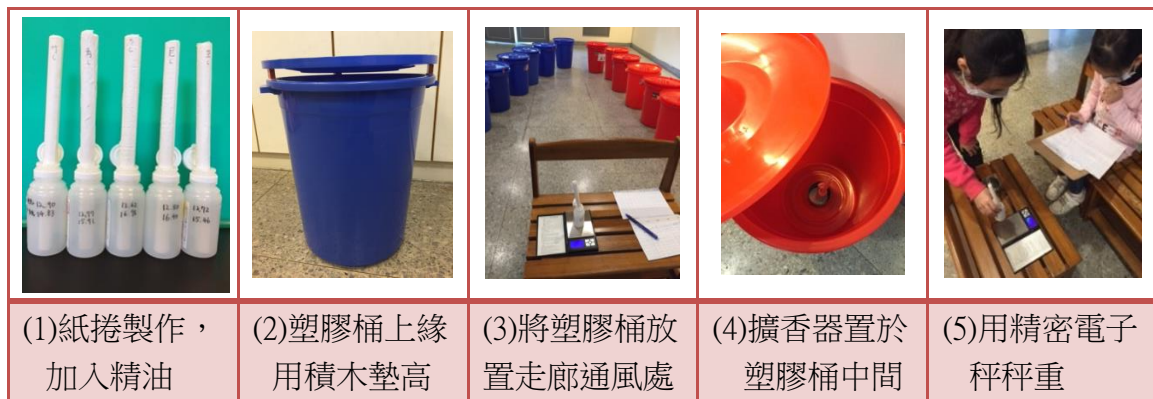 (1)紙捲製作，
加入精油
(2)塑膠桶上緣
用積木墊高
(3)將塑膠桶放
置走廊通風處
(4)擴香器置於
塑膠桶中間
(5)用精密電子
秤秤重